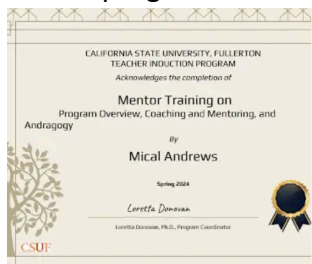 CALIFORNIA STATE UNIVERSITY, FULLERTON
TEACHER INDUCTION PROGRAM
Acknowledges the completion of
Mentor Training on
Program Overview, Coaching and Mentoring, and
Andragogy
By
Mical Andrews
Spring 2024
Loretta Donovan
Loretta Donovan, Ph.D., Program Coordinator
CSUF